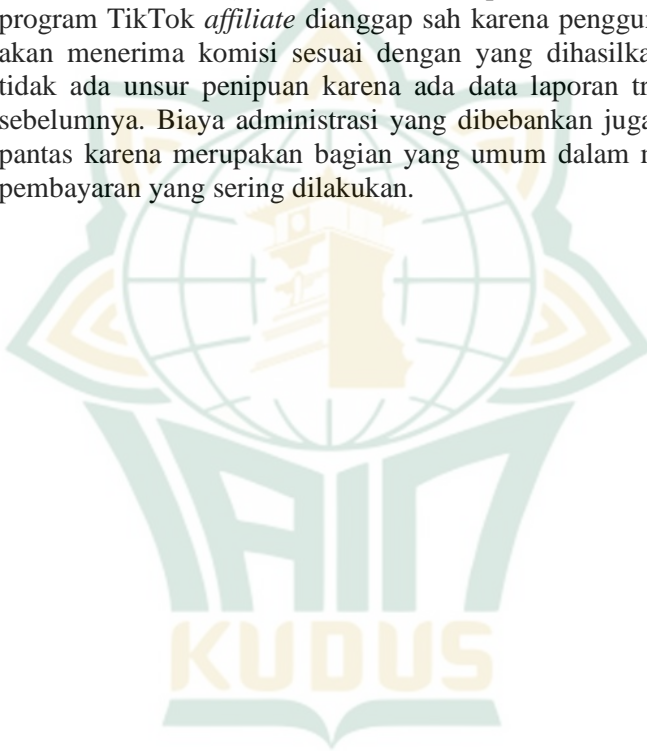 program TikTok affiliate dianggap sah karena
akan menerima komisi sesuai dengan yang dihasilka
tidak ada unsur penipuan karena ada data laporan
sebelumnya. Biaya administrasi yang dibebankan juga
pantas karena merupakan bagian yang umum dalam
pembayaran yang sering dilakukan.
IAIN
KUDUS